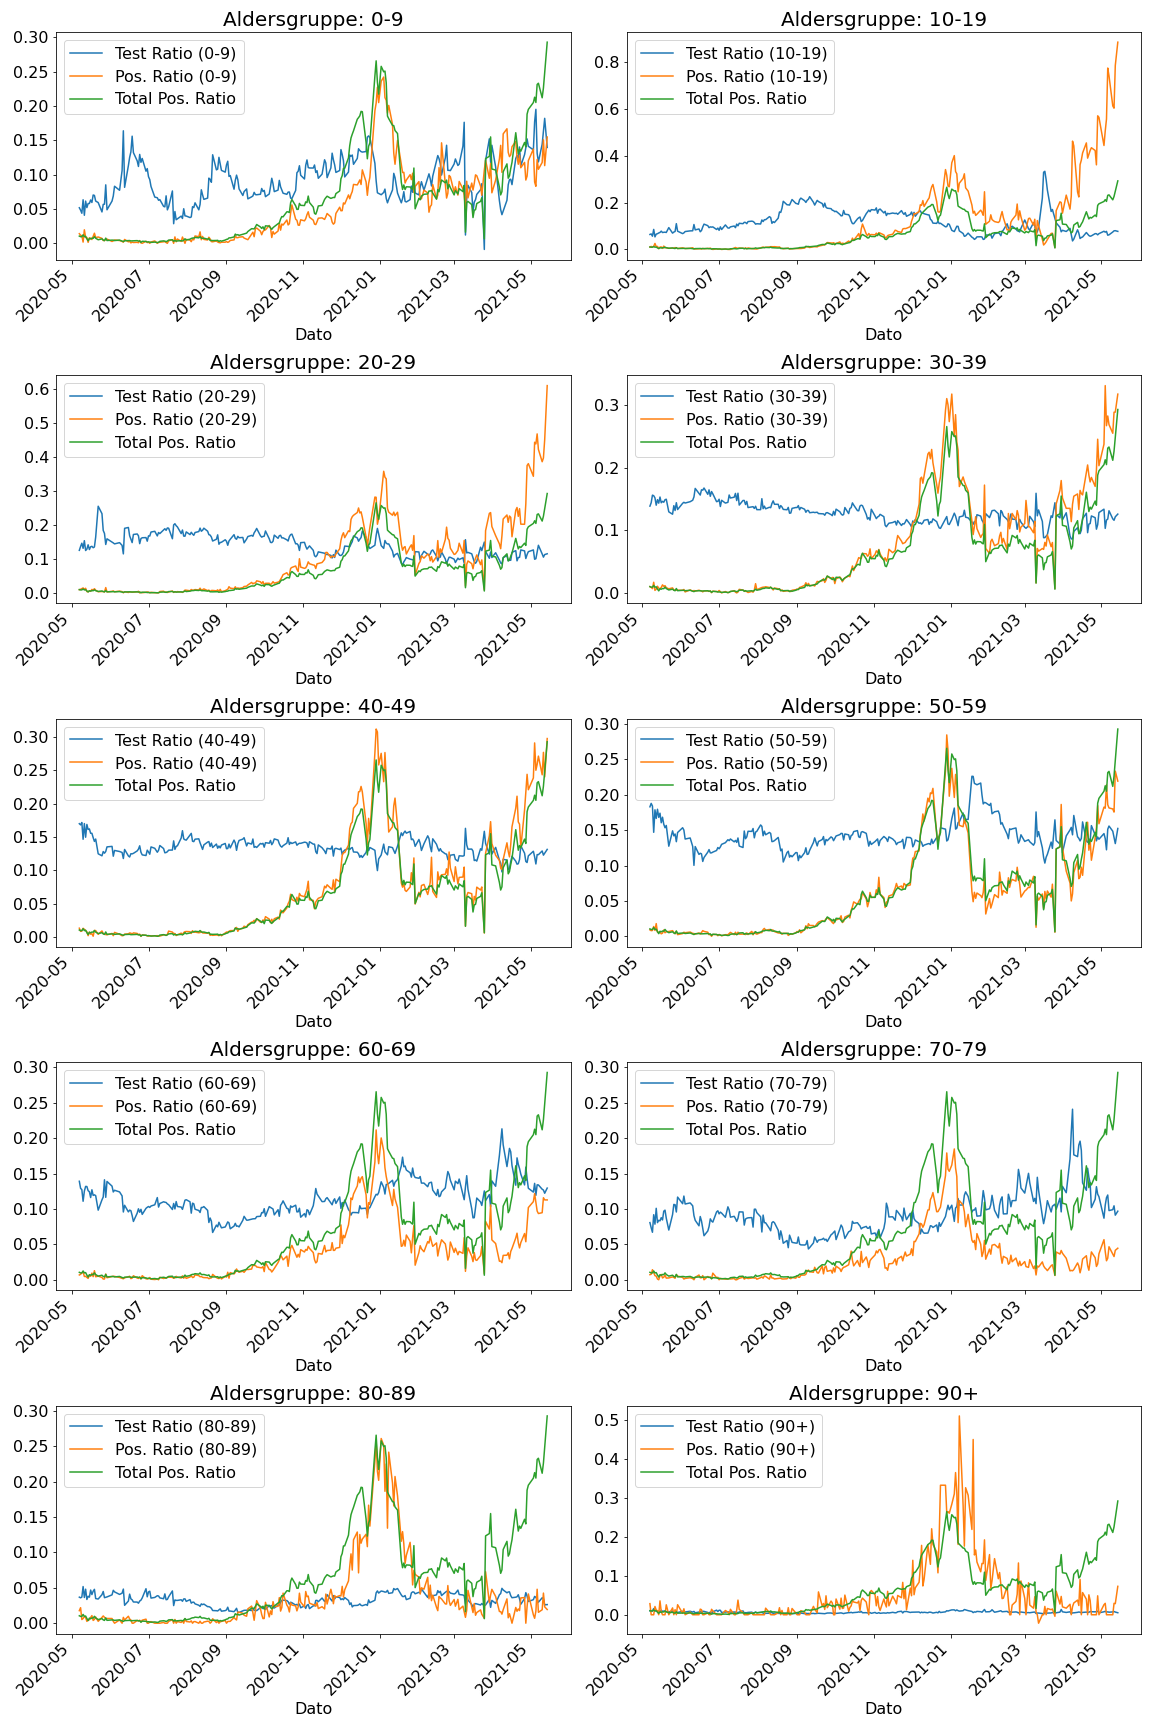 Aldersgruppe: 0-9
0.30
0.25
0.20
0.15
0.10
0.05
0.00
Test Ratio (0-9)
Pos. Ratio (0-9)
Total Pos. Ratio
2020-05
2020-07
2020-09
2020-11
2021-01
2021-03
2021-05
Dato
Aldersgruppe: 10-19
0.8
0.6
0.4
0.2
0.0
Test Ratio (10-19)
Pos. Ratio (10-19)
Total Pos. Ratio
2020-05
2020-07
2020-09
2020-11
2021-01
2021-03
2021-05
Dato
Aldersgruppe: 20-29
0.6
0.5
0.4
0.3
0.2
0.1
0.0
Test Ratio (20-29)
Pos. Ratio (20-29)
Total Pos. Ratio
2020-05
2020-07
2020-09
2020-11
2021-01
2021-03
2021-05
Dato
Aldersgruppe: 30-39
0.3
0.2
0.1
0.0
Test Ratio (30-39)
Pos. Ratio (30-39)
Total Pos. Ratio
2020-05
2020-07
2020-09
2020-11
2021-01
2021-03
2021-05
Dato
Aldersgruppe: 40-49
0.30
0.25
0.20
0.15
0.10
0.05
0.00
Test Ratio (40-49)
Pos. Ratio (40-49)
Total Pos. Ratio
2020-05
2020-07
2020-09
2020-11
2021-01
2021-03
2021-05
Dato
Aldersgruppe: 50-59
0.30
0.25
0.20
0.15
0.10
0.05
0.00
Test Ratio (50-59)
Pos. Ratio (50-59)
Total Pos. Ratio
2020-05
2020-07
2020-09
2020-11
2021-01
2021-03
2021-05
Dato
Aldersgruppe: 60-69
0.30
0.25
0.20
0.15
0.10
0.05
0.00
Test Ratio (60-69)
Pos. Ratio (60-69)
Total Pos. Ratio
2020-05
2020-07
2020-09
2020-11
2021-01
2021-03
2021-05
Dato
Aldersgruppe: 70-79
0.30
0.25
0.20
0.15
0.10
0.05
0.00
Test Ratio (70-79)
Pos. Ratio (70-79)
Total Pos. Ratio
2020-05
2020-07
2020-09
2020-11
2021-01
2021-03
2021-05
Dato
Aldersgruppe: 80-89
0.30
0.25
0.20
0.15
0.10
0.05
0.00
Test Ratio (80-89)
Pos. Ratio (80-89)
Total Pos. Ratio
2020-05
2020-07
2020-09
2020-11
2021-01
2021-03
2021-05
Dato
Aldersgruppe: 90+
0.5
0.4
0.3
0.2
0.1
0.0
Test Ratio (90+)
Pos. Ratio (90+)
Total Pos. Ratio
2020-05
2020-07
2020-09
2020-11
2021-01
2021-03
2021-05
Dato